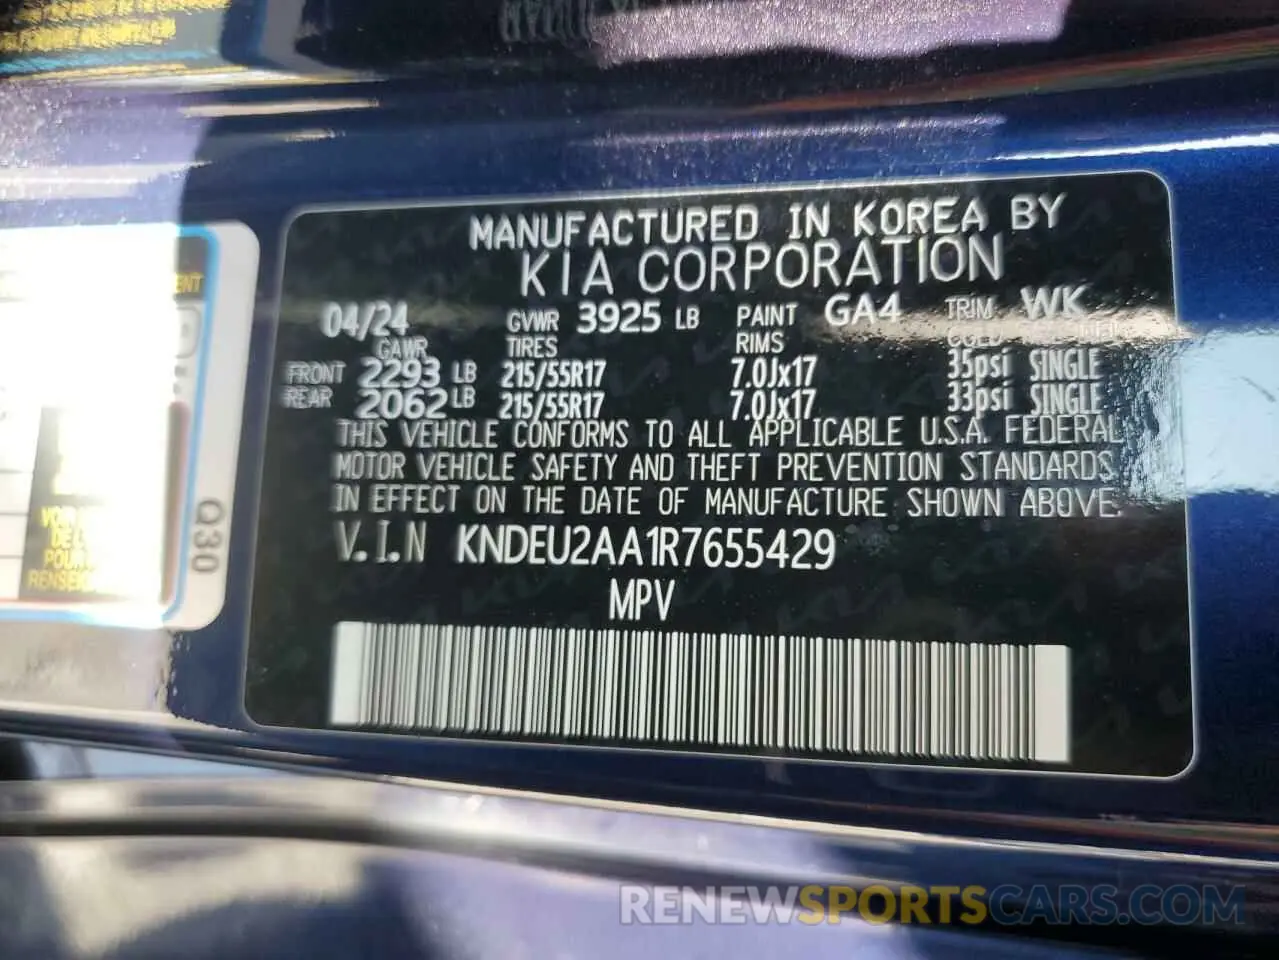 MANUFACTURED IN KOREA BY
KIA CORPORATION
04/24 GVWR 3925 LB PAINT GA4 TRIM WK
GAWR TIRES RIMS COLD
FRONT 2293 LB 215/55R17 7.0Jx17 35psi SINGLE
REAR 2062 LB 215/55R17 7.0Jx17 33psi SINGLE
THIS VEHICLE CONFORMS TO ALL APPLICABLE U.S.A. FEDERAL
MOTOR VEHICLE SAFETY AND THEFT PREVENTION STANDARDS
IN EFFECT ON THE DATE OF MANUFACTURE SHOWN ABOVE.
V.I.N KNDEU2AA1R7655429
MPV
Q30
RENEWSPORTSCARS.COM